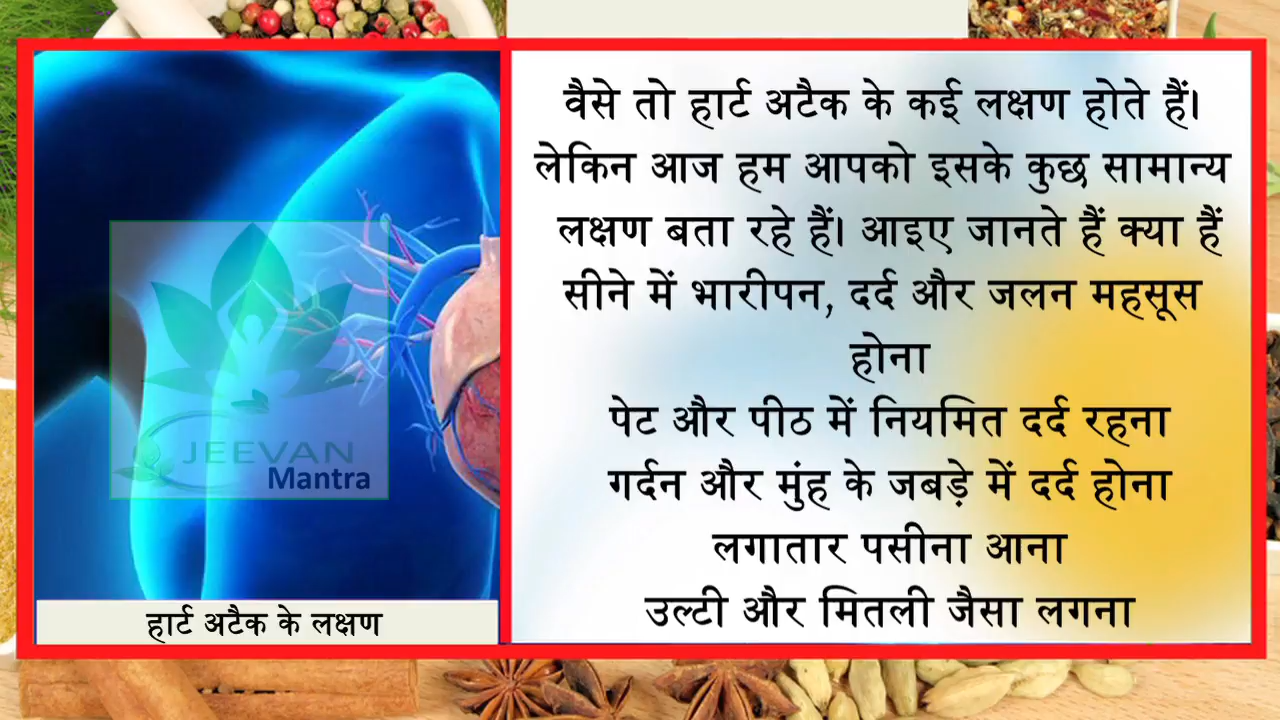 वैसे तो हार्ट अटैक के कई लक्षण होते हैं।
लेकिन आज हम आपको इसके कुछ सामान्य
लक्षण बता रहे हैं। आइए जानते हैं क्या हैं
सीने में भारीपन, दर्द और जलन महसूस
होना
पेट और पीठ में नियमित दर्द रहना
गर्दन और मुंह के जबड़े में दर्द होना
लगातार पसीना आना
उल्टी और मितली जैसा लगना
JEEVAN
Mantra
हार्ट अटैक के लक्षण